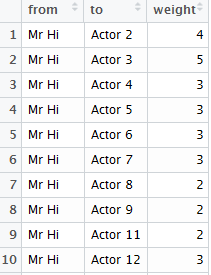 from to weight
1 Mr Hi Actor 2 4
2 Mr Hi Actor 3 5
3 Mr Hi Actor 4 3
4 Mr Hi Actor 5 3
5 Mr Hi Actor 6 3
6 Mr Hi Actor 7 3
7 Mr Hi Actor 8 2
8 Mr Hi Actor 9 2
9 Mr Hi Actor 11 2
10 Mr Hi Actor 12 3